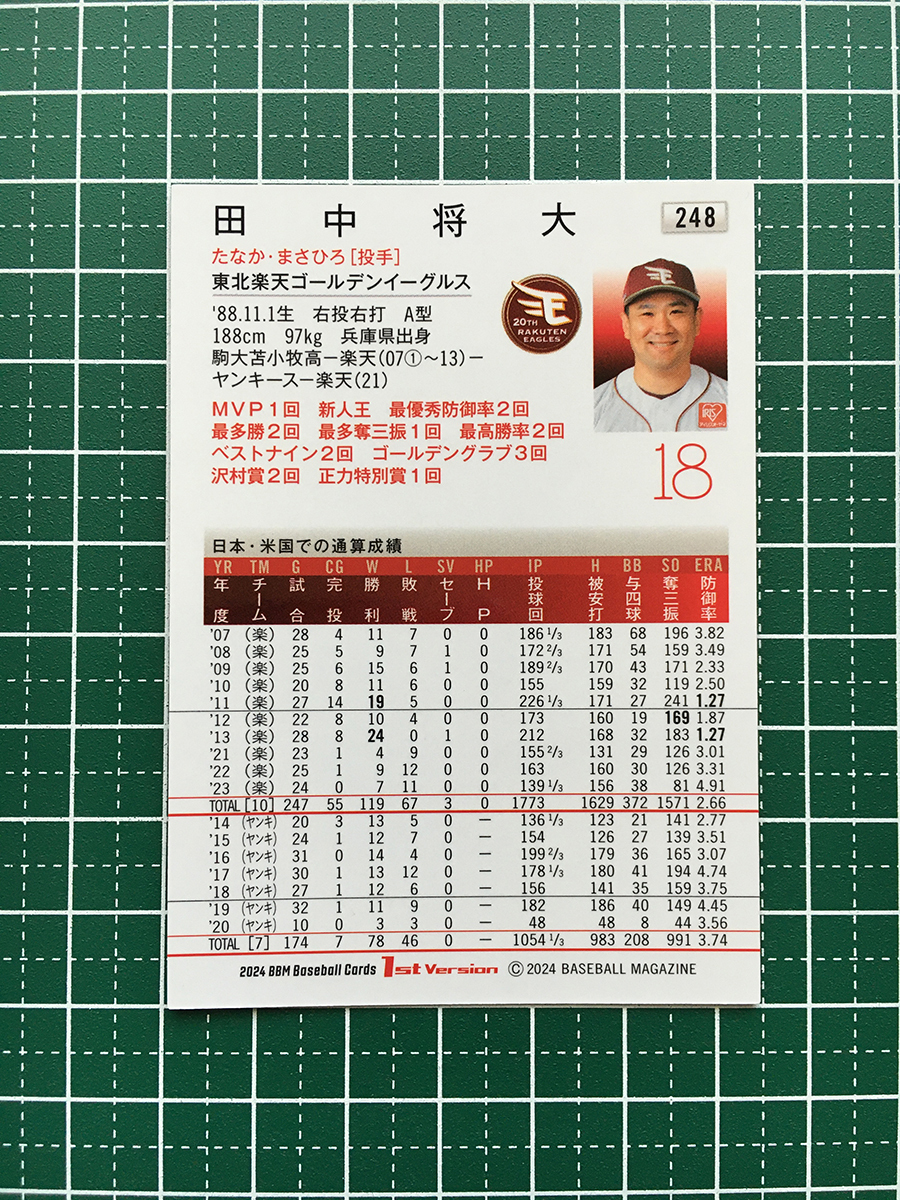 田中将大
248
たなか・まさひろ[投手]
東北楽天ゴールデンイーグルス
'88.11.1生 右投右打 A型
188cm 97kg 兵庫県出身
駒大苫小牧高ー楽天(07①〜13)ー
ヤンキースー楽天(21)
20TH
RAKUTEN
EAGLES
IRIS
MVP1回 新人王 最優秀防御率2回
最多勝2回 最多奪三振1回 最高勝率2回
ベストナイン2回 ゴールデングラブ3回
沢村賞2回 正力特別賞1回
18
日本・米国での通算成績
YR TM G CG W L SV HP IP H BB SO ERA
年度 チーム 試合 完投 勝利 敗戦 セーブ HP 投球回 被安打 与四球 奪三振 防御率
'07 (楽) 28 4 11 7 0 0 186 1/3 183 68 196 3.82
'08 (楽) 25 5 9 7 1 0 172 2/3 171 54 159 3.49
'09 (楽) 25 6 15 6 1 0 189 2/3 170 43 171 2.33
'10 (楽) 20 8 11 6 0 0 155 159 32 119 2.50
'11 (楽) 27 14 19 5 0 0 226 1/3 171 27 241 1.27
'12 (楽) 22 8 10 4 0 0 173 160 19 169 1.87
'13 (楽) 28 8 24 0 1 0 212 168 32 183 1.27
'21 (楽) 23 1 4 9 0 0 155 2/3 131 29 126 3.01
'22 (楽) 25 1 9 12 0 0 163 160 30 126 3.31
'23 (楽) 24 0 7 11 0 0 139 1/3 156 38 81 4.91
TOTAL [10] 247 55 119 67 3 0 1773 1629 372 1571 2.66
'14 (ヤンキ) 20 3 13 5 0 ー 136 1/3 123 21 141 2.77
'15 (ヤンキ) 24 1 12 7 0 ー 154 126 27 139 3.51
'16 (ヤンキ) 31 0 14 4 0 ー 199 2/3 179 36 165 3.07
'17 (ヤンキ) 30 1 13 12 0 ー 178 1/3 180 41 194 4.74
'18 (ヤンキ) 27 1 12 6 0 ー 156 141 35 159 3.75
'19 (ヤンキ) 32 1 11 9 0 ー 182 186 40 149 4.45
'20 (ヤンキ) 10 0 3 3 0 ー 48 48 8 44 3.56
TOTAL [7] 174 7 78 46 0 ー 1054 1/3 983 208 991 3.74
2024 BBM Baseball Cards 1st Version © 2024 BASEBALL MAGAZINE